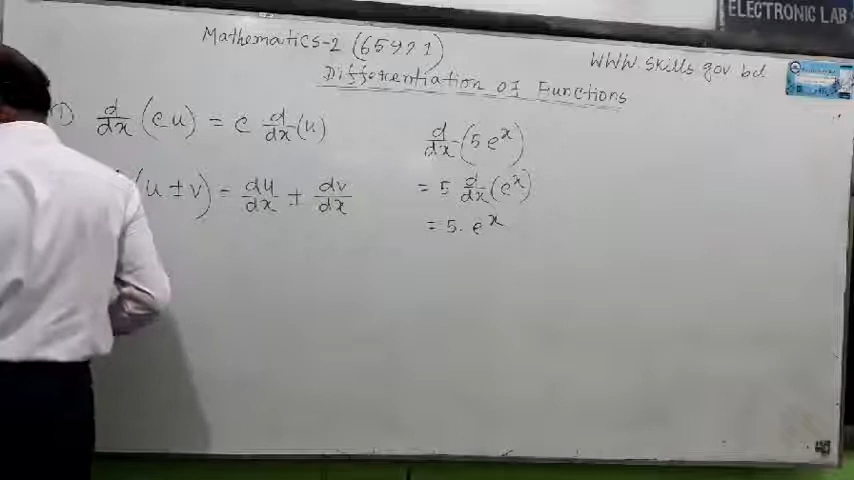 ELECTRONIC LAB
Mathematics-2 (65921)
www.skills.gov.bd
Differentiation of Functions
① d/dx (cu) = c d/dx (u)
(u ± v) = du/dx ± dv/dx
d/dx (5e^x)
= 5 d/dx (e^x)
= 5. e^x